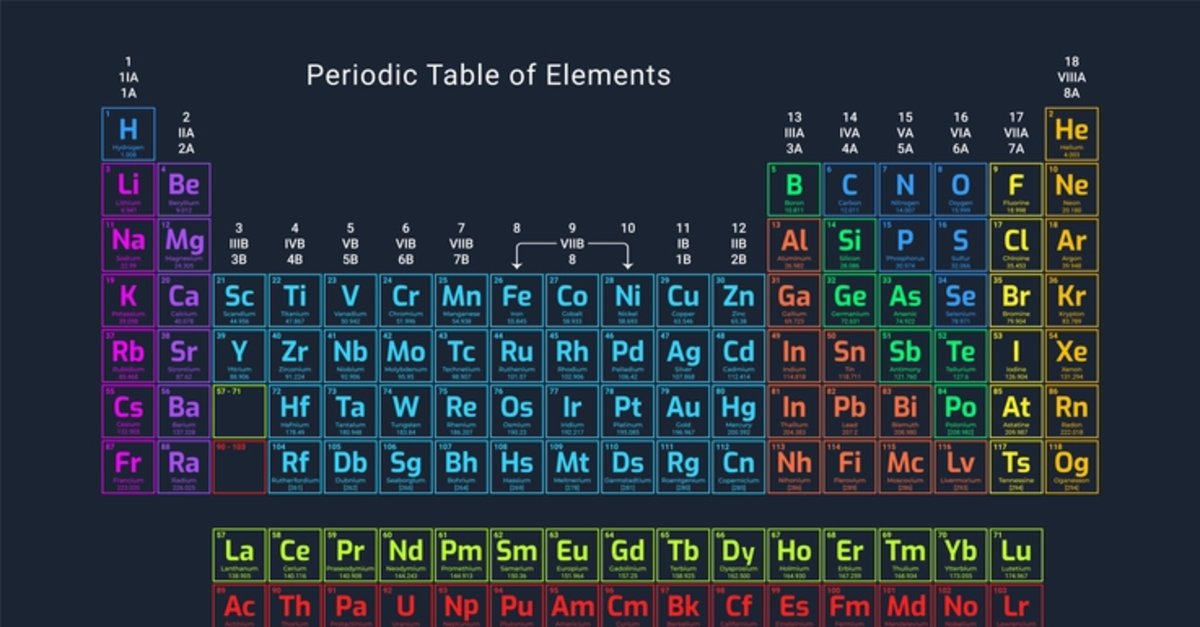 Periodic Table of Elements
1 18
1IA VIIIA
1A 8A
1 2
H He
Hydrogen Helium
1.008 4.003
2 13 14 15 16 17
IIA IIIA IVA VA VIA VIIA
2A 3A 4A 5A 6A 7A
3 4 5 6 7 8 9 10
Li Be B C N O F Ne
Lithium Beryllium Boron Carbon Nitrogen Oxygen Fluorine Neon
6.941 9.012 10.811 12.011 14.007 15.999 18.998 20.180
11 12 13 14 15 16 17 18
Na Mg Al Si P S Cl Ar
Sodium Magnesium Aluminum Silicon Phosphorus Sulfur Chlorine Argon
24.305 26.982 28.086 30.974 32.066 35.453 39.948
3 4 5 6 7 8 9 10 11 12
IIIB IVB VB VIB VIIB VIIB IB IIB
3B 4B 5B 6B 7B 8 1B 2B
19 20 21 22 23 24 25 26 27 28 29 30 31 32 33 34 35 36
K Ca Sc Ti V Cr Mn Fe Co Ni Cu Zn Ga Ge As Se Br Kr
Potassium Calcium Scandium Titanium Vanadium Chromium Manganese Iron Cobalt Nickel Copper Zinc Gallium Germanium Arsenic Selenium Bromine Krypton
39.098 40.078 44.956 47.867 50.942 51.996 54.938 55.845 58.933 58.693 63.546 65.38 69.723 72.631 74.922 78.971 79.904
37 38 39 40 41 42 43 44 45 46 47 48 49 50 51 52 53 54
Rb Sr Y Zr Nb Mo Tc Ru Rh Pd Ag Cd In Sn Sb Te I Xe
Rubidium Strontium Yttrium Zirconium Niobium Molybdenum Technetium Ruthenium Rhodium Palladium Silver Cadmium Indium Tin Antimony Tellurium Iodine Xenon
87.62 88.906 91.224 92.906 95.95 98.907 101.07 102.906 106.42 107.868 112.414 114.818 118.711 121.760 127.6 126.904 131.294
55 56 57 - 71 72 73 74 75 76 77 78 79 80 81 82 83 84 85 86
Cs Ba Hf Ta W Re Os Ir Pt Au Hg In Pb Bi Po At Rn
Cesium Barium Hafnium Tantalum Tungsten Rhenium Osmium Iridium Platinum Gold Mercury Thallium Lead Bismuth Polonium Astatine Radon
132.905 137.328 178.49 180.948 183.84 186.207 190.23 192.217 195.085 196.967 200.592 204.383 207.2 208.980 [208.982] 209.987 222.018
87 88 90 - 103 104 105 106 107 108 109 110 111 112 113 114 115 116 117 118
Fr Ra Rf Db Sg Bh Hs Mt Ds Rg Cn Nh Fi Mc Lv Ts Og
Francium Radium Rutherfordium Dubnium Seaborgium Bohrium Hassium Meitnerium Darmstadtium Roentgenium Copernicium Nihonium Flerovium Moscovium Livermorium Tennessine Oganesson
[261] [262] [266] [264] [269] [278] [281] [280] [285] [286] [289] [286] [293] [294] [294]
57 58 59 60 61 62 63 64 65 66 67 68 69 70 71
La Ce Pr Nd Pm Sm Eu Gd Tb Dy Ho Er Tm Yb Lu
Lanthanum Cerium Praseodymium Neodymium Promethium Samarium Europium Gadolinium Terbium Dysprosium Holmium Erbium Thulium Ytterbium Lutetium
138.905 140.116 140.908 144.243 144.913 150.36 151.964 157.25 158.925 162.500 164.930 167.259 168.934 173.055 174.967
89 90 91 92 93 94 95 96 97 98 99 100 101 102 103
Ac Th Pa U Np Pu Am Cm Bk Cf Es Fm Md No Lr